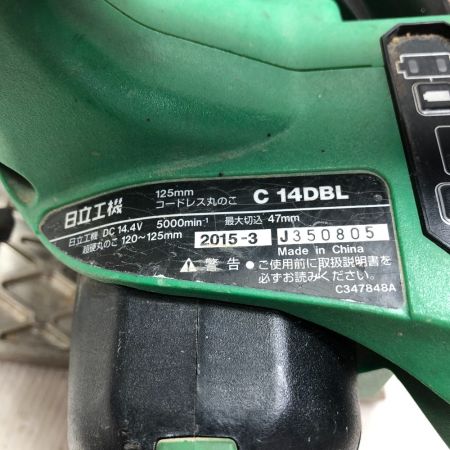 日立工機
125mm
コードレス丸のこ
C 14DBL
日立工機 DC 14.4V 5000min-¹ 最大切込 47mm
超硬丸のこ 120~125mm
2015-3 J350805
Made in China
⚠ 警告 ●ご使用前に取扱説明書を
必ずお読みください。
C347848A